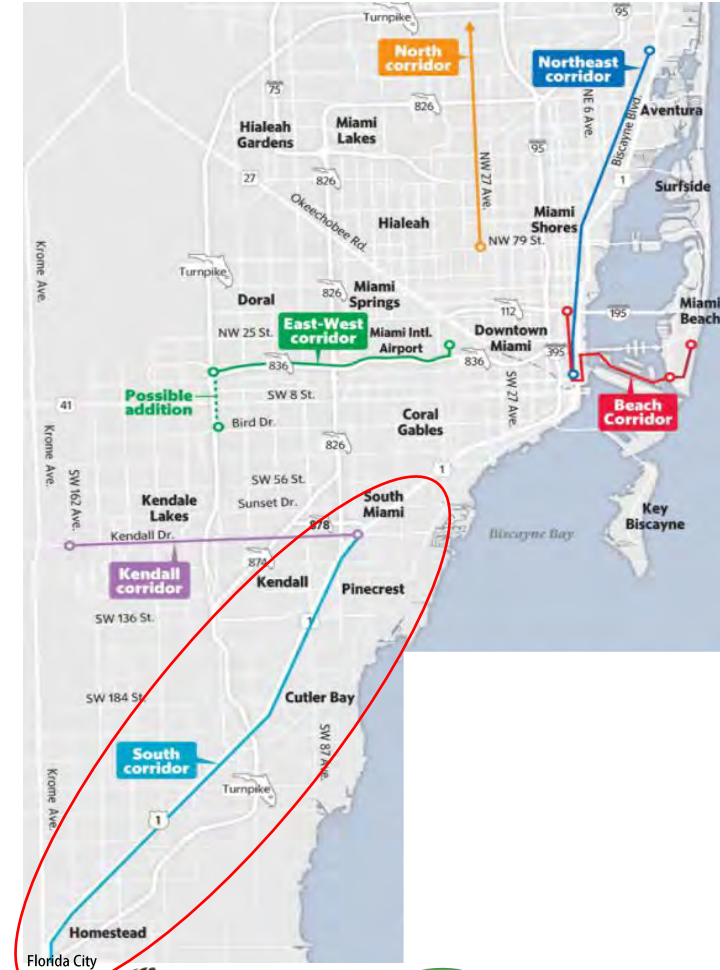 Turnpike
95
North
corridor
Northeast
corridor
75
826
NE 6 Ave.
Biscayne Blvd.
Aventura
Hialeah
Gardens
Miami
Lakes
95
27
826
NW 27 Ave.
1
Surfside
Okeechobee Rd.
Hialeah
Miami
Shores
NW 79 St.
Krome Ave.
Turnpike
Doral
826
Miami
Springs
112
195
Miami
Beach
NW 25 St.
East-West
corridor
Miami Intl.
Airport
Downtown
Miami
395
836
836
Possible
addition
SW 8 St.
SW 27 Ave.
Beach
Corridor
41
Bird Dr.
Coral
Gables
Krome Ave.
826
1
SW 162 Ave.
SW 56 St.
Kendale
Lakes
Sunset Dr.
South
Miami
Key
Biscayne
878
Kendall Dr.
Biscayne Bay
874
Kendall
corridor
Kendall
Pinecrest
SW 136 St.
1
SW 184 St.
Cutler Bay
SW 87 Ave.
South
corridor
Krome Ave.
Turnpike
1
Homestead
Florida City